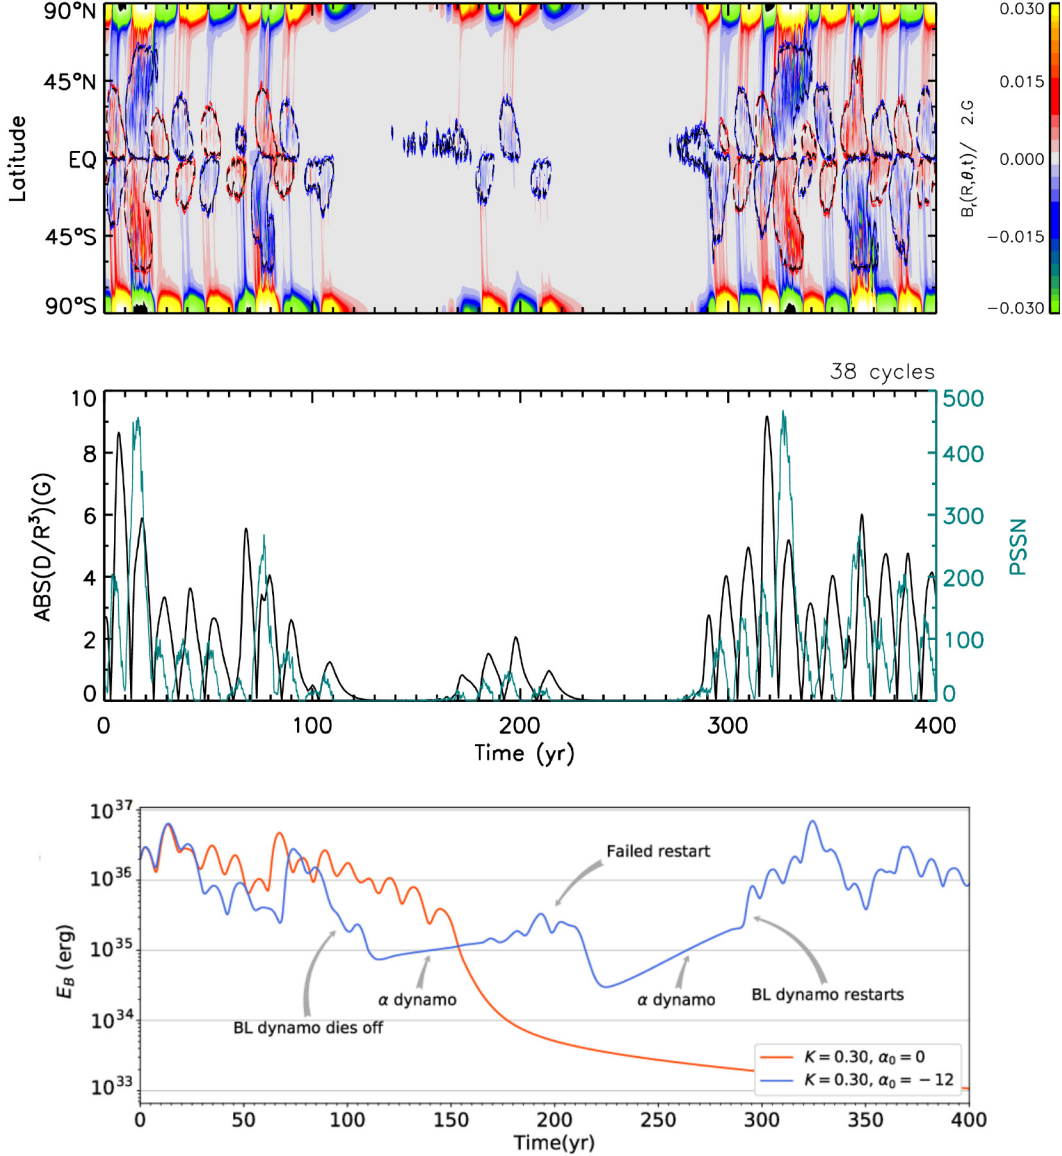 90°N
45°N
EQ
45°S
90°S
Latitude
0.030
0.015
0.000
−0.015
−0.030
Bᵣ(R,θ,t)/ 2.G
38 cycles
10
8
6
4
2
0
ABS(D/R³)(G)
500
400
300
200
100
0
PSSN
0 100 200 300 400
Time (yr)
10³⁷
10³⁶
10³⁵
10³⁴
10³³
E_B (erg)
Failed restart
α dynamo
BL dynamo dies off
α dynamo
BL dynamo restarts
K = 0.30, α₀ = 0
K = 0.30, α₀ = −12
0 50 100 150 200 250 300 350 400
Time(yr)